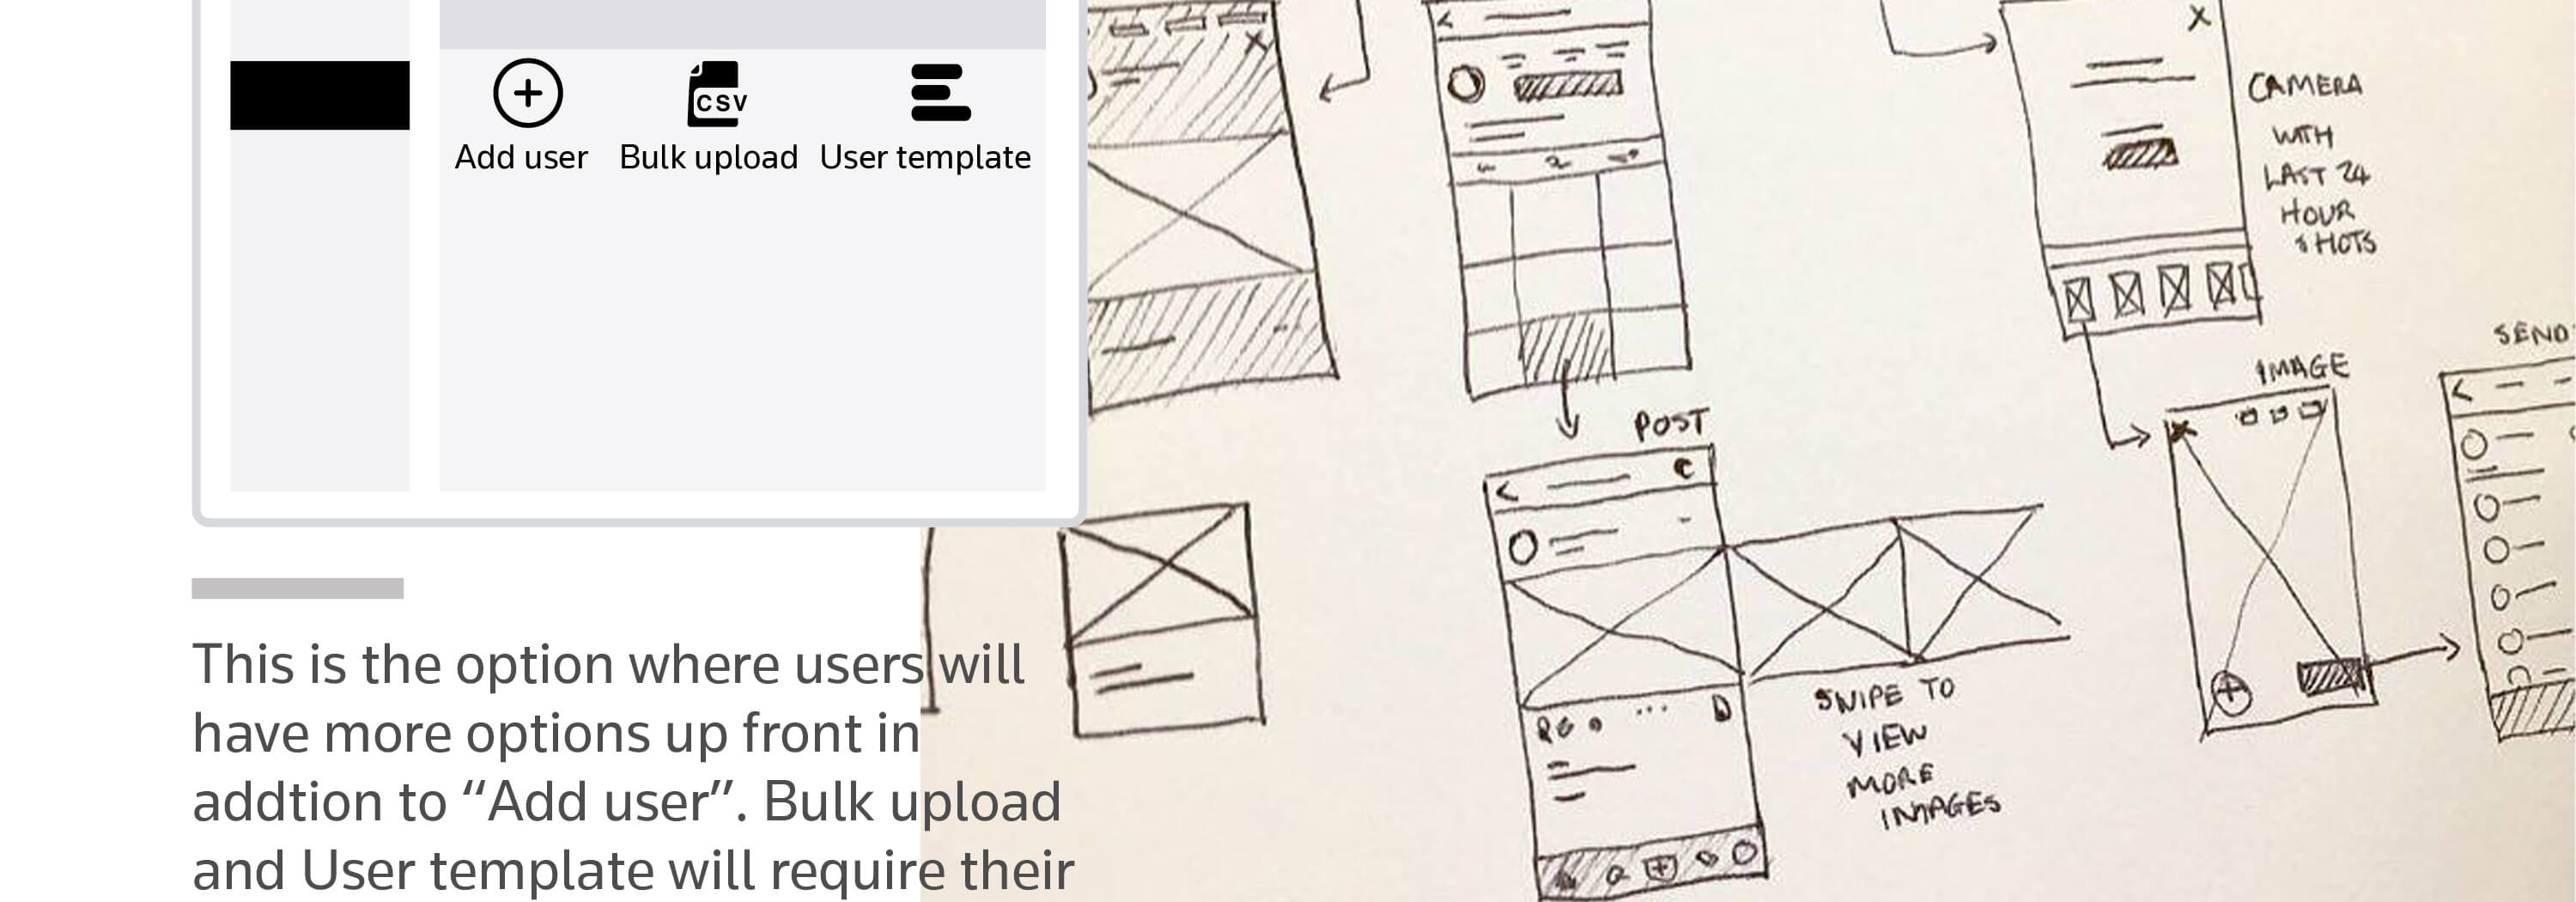 CSV
Add user
Bulk upload
User template
This is the option where users will
have more options up front in
addtion to “Add user”. Bulk upload
and User template will require their
CAMERA
WITH
LAST 24
HOUR
SHOTS
POST
IMAGE
SEND
SWIPE TO
VIEW
MORE
IMAGES